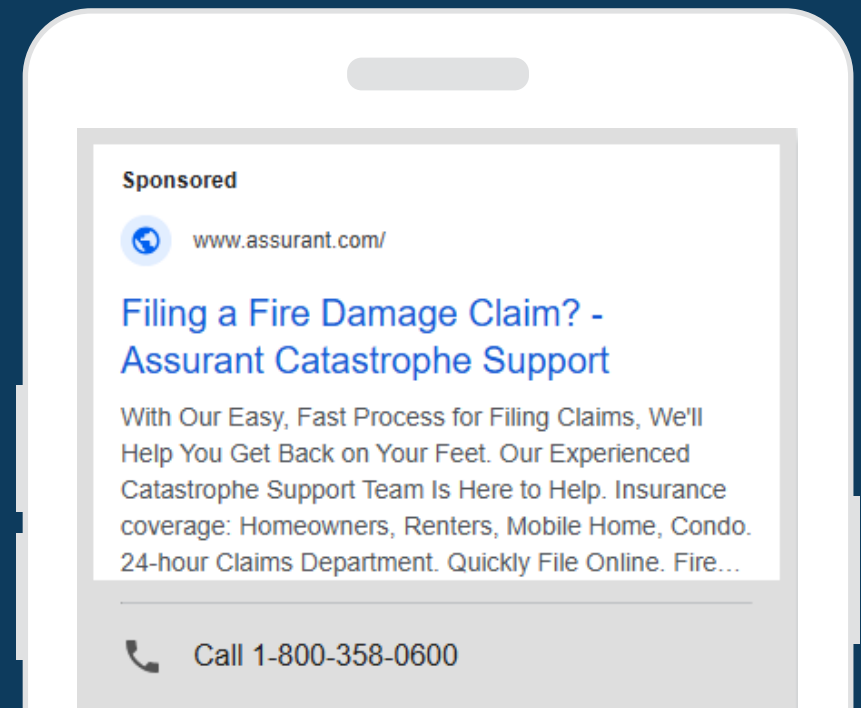 Sponsored
www.assurant.com/
Filing a Fire Damage Claim? -
Assurant Catastrophe Support
With Our Easy, Fast Process for Filing Claims, We'll
Help You Get Back on Your Feet. Our Experienced
Catastrophe Support Team Is Here to Help. Insurance
coverage: Homeowners, Renters, Mobile Home, Condo.
24-hour Claims Department. Quickly File Online. Fire...
Call 1-800-358-0600